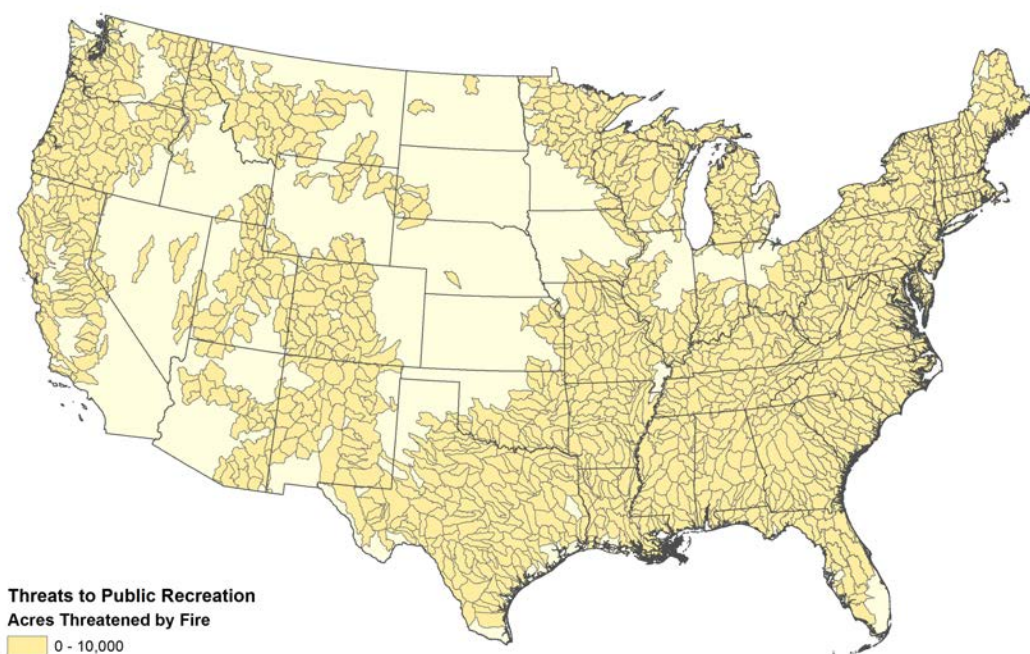 Threats to Public Recreation
Acres Threatened by Fire
0 - 10,000